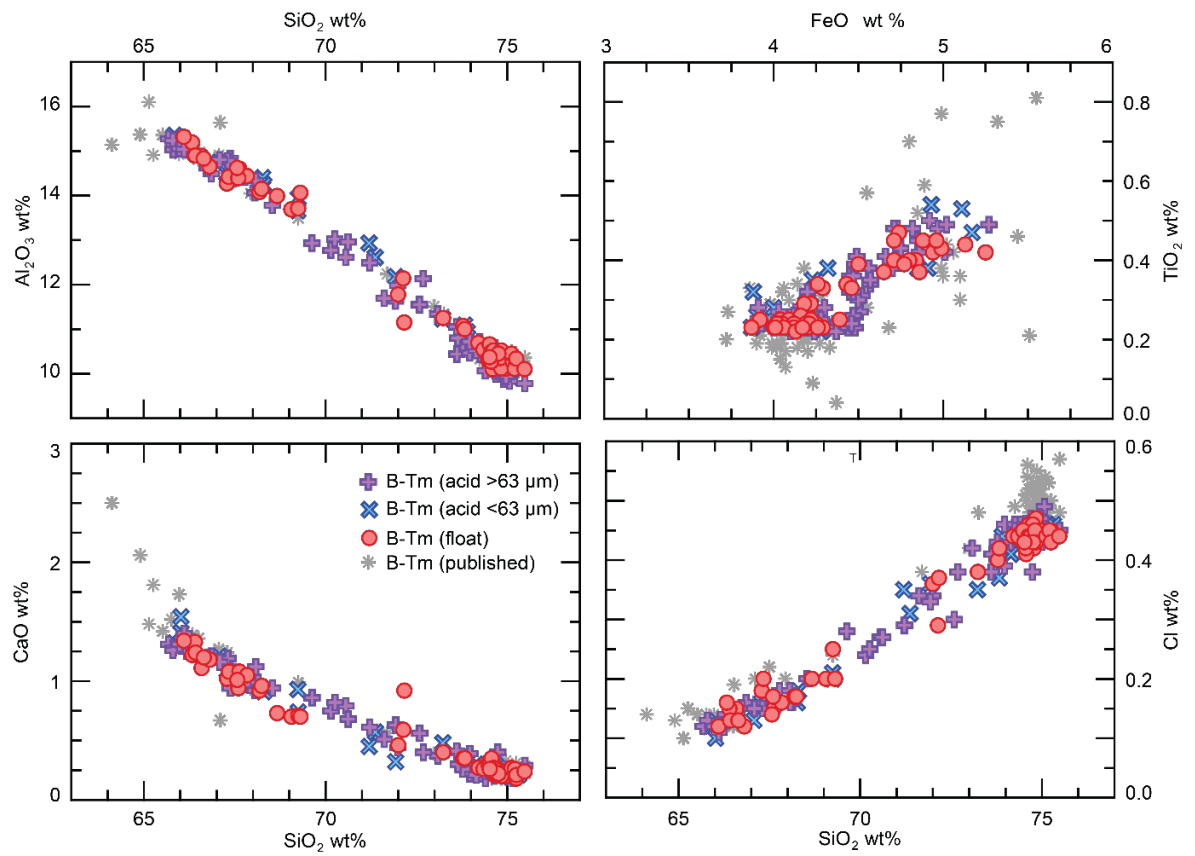 SiO2 wt%
65 70 75
16
14
12
10
Al2O3 wt%
FeO wt %
3 4 5 6
0.8
0.6
0.4
0.2
0.0
TiO2 wt%
3
2
1
0
CaO wt%
B-Tm (acid >63 µm)
B-Tm (acid <63 µm)
B-Tm (float)
B-Tm (published)
65 70 75
SiO2 wt%
T
0.6
0.4
0.2
0.0
Cl wt%
65 70 75
SiO2 wt%